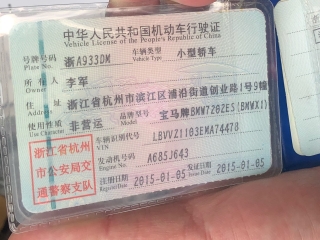 中华人民共和国机动车行驶证
Vehicle License of the People's Republic of China
号牌号码 浙A933DM 车辆类型 小型轿车
Plate No. Vehicle Type
所有人 李军
Owner
住址 浙江省杭州市滨江区浦沿街道创业路1号9幢
Address
使用性质 非营运 品牌型号 宝马牌BMW7202ES(BMWX1)
Use Character Model
浙江省杭州市公安局交通警察支队
车辆识别代号 LBVVZ1103EMA74478
VIN
发动机号码 A685J643
Engine No.
注册日期 2015-01-05 发证日期 2015-01-05
Register Date Issue Date